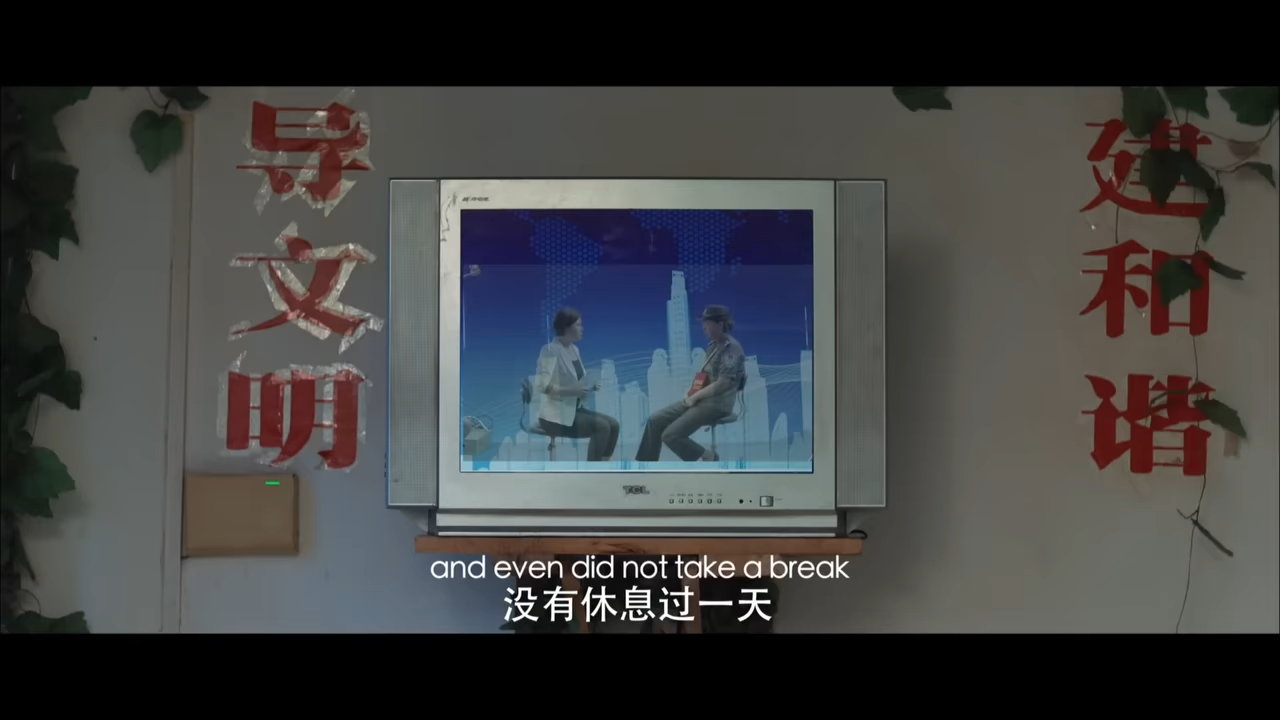 导文明
建和谐
TCL
and even did not take a break
没有休息过一天